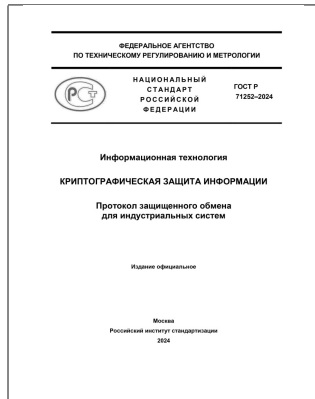 ФЕДЕРАЛЬНОЕ АГЕНТСТВО
ПО ТЕХНИЧЕСКОМУ РЕГУЛИРОВАНИЮ И МЕТРОЛОГИИ
НАЦИОНАЛЬНЫЙ
СТАНДАРТ
РОССИЙСКОЙ
ФЕДЕРАЦИИ
ГОСТ Р
71252–2024
Информационная технология
КРИПТОГРАФИЧЕСКАЯ ЗАЩИТА ИНФОРМАЦИИ
Протокол защищенного обмена
для индустриальных систем
Издание официальное
Москва
Российский институт стандартизации
2024